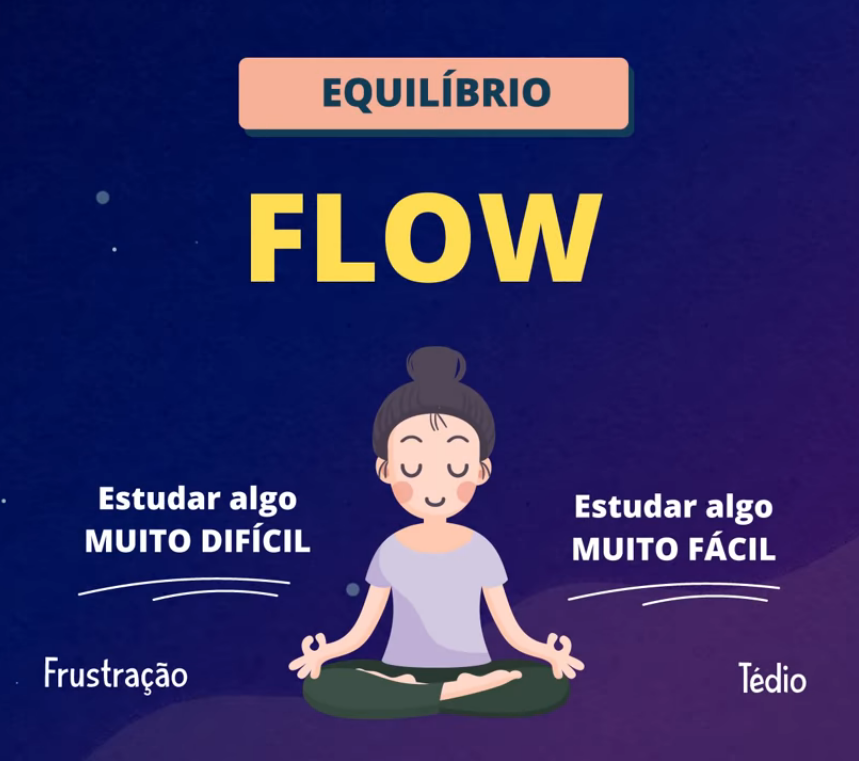 EQUILÍBRIO
FLOW
Estudar algo
MUITO DIFÍCIL
Estudar algo
MUITO FÁCIL
Frustração
Tédio